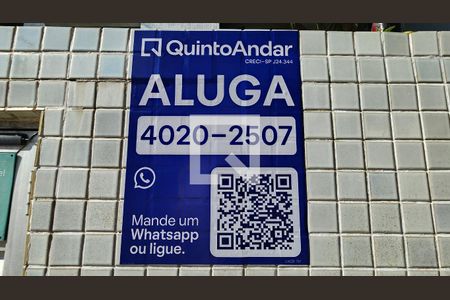 QuintoAndar
CRECI-SP J24.344
ALUGA
4020-2507
Mande um
Whatsapp
ou ligue.